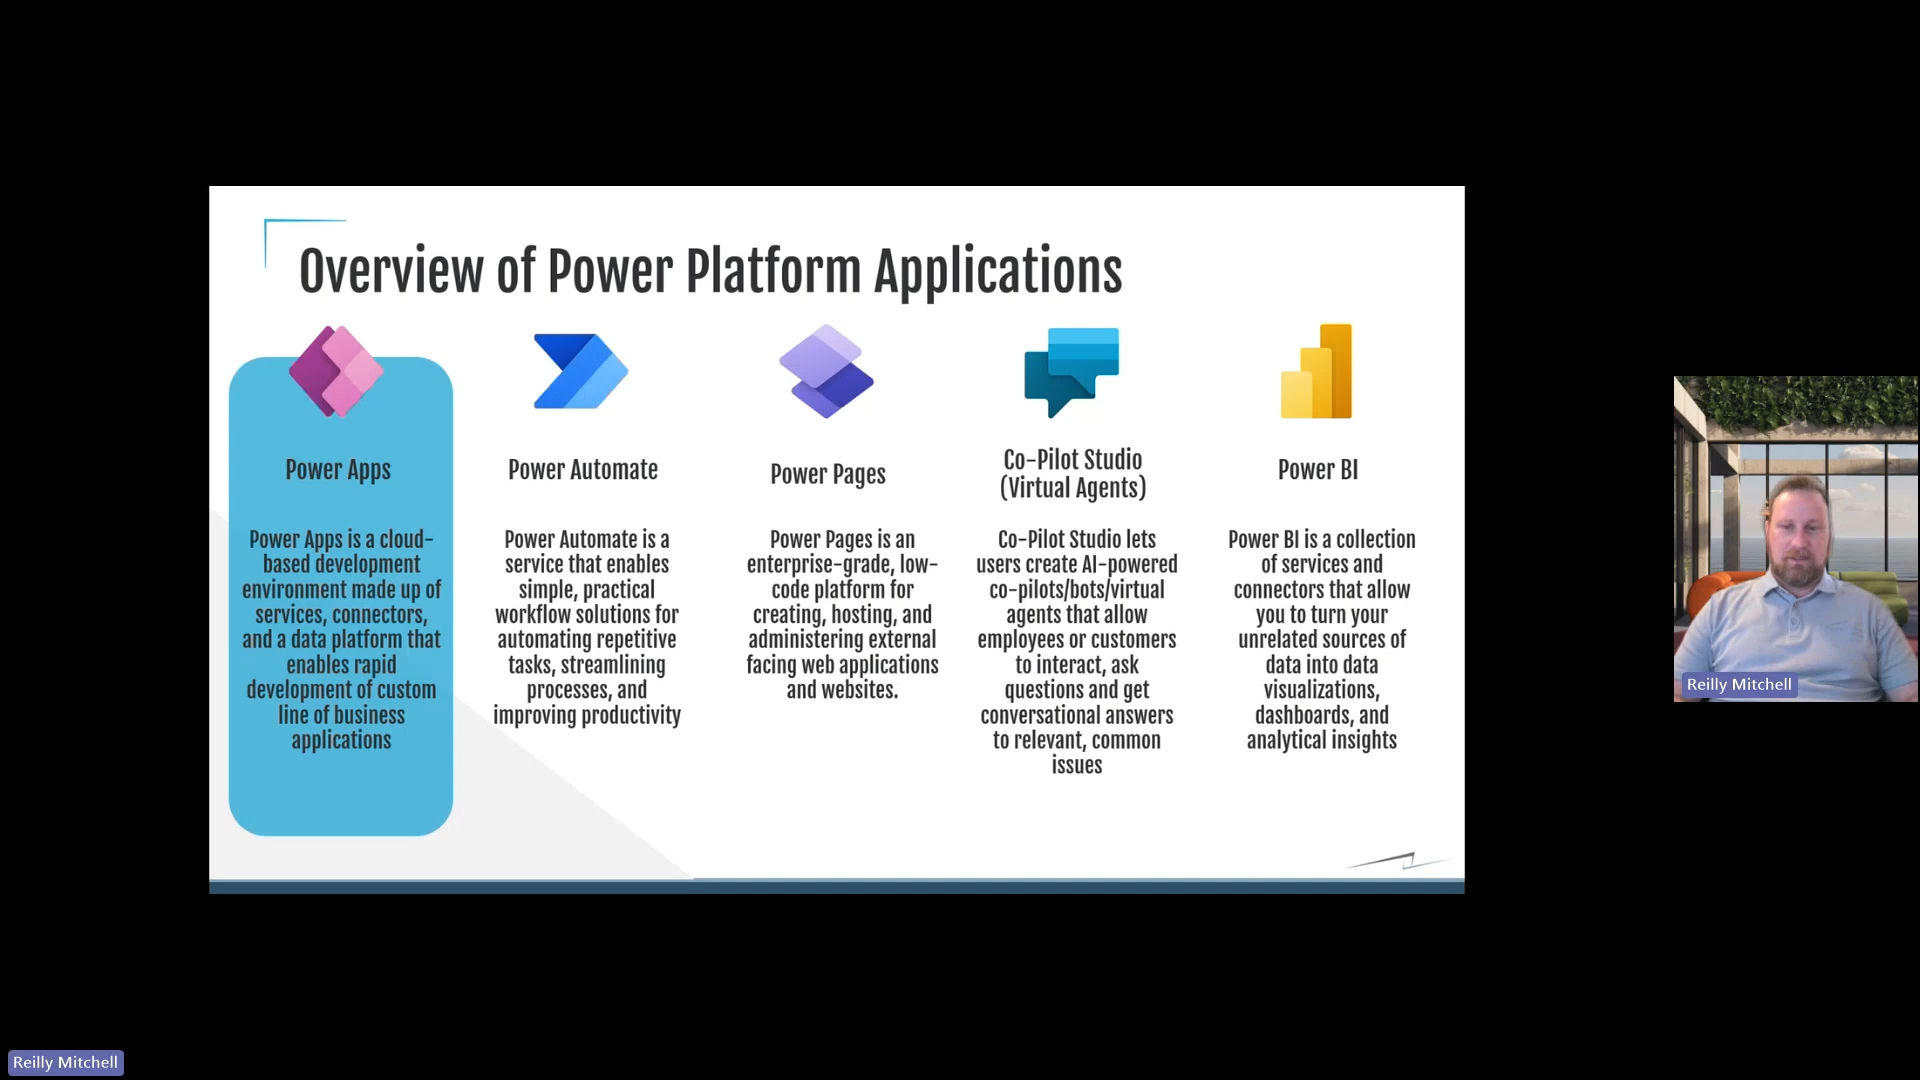 Overview of Power Platform Applications
Power Apps
Power Apps is a cloud-
based development
environment made up of
services, connectors,
and a data platform that
enables rapid
development of custom
line of business
applications
Power Automate
Power Automate is a
service that enables
simple, practical
workflow solutions for
automating repetitive
tasks, streamlining
processes, and
improving productivity
Power Pages
Power Pages is an
enterprise-grade, low-
code platform for
creating, hosting, and
administering external
facing web applications
and websites.
Co-Pilot Studio
(Virtual Agents)
Co-Pilot Studio lets
users create AI-powered
co-pilots/bots/virtual
agents that allow
employees or customers
to interact, ask
questions and get
conversational answers
to relevant, common
issues
Power BI
Power BI is a collection
of services and
connectors that allow
you to turn your
unrelated sources of
data into data
visualizations,
dashboards, and
analytical insights
Reilly Mitchell
Reilly Mitchell